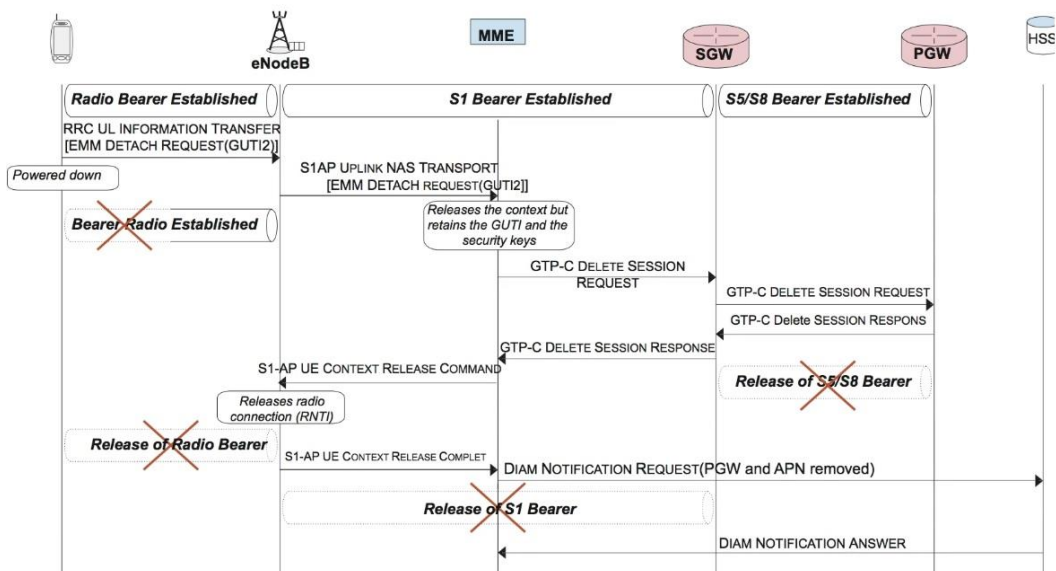 MME
HSS
eNodeB
SGW
PGW
Radio Bearer Established
S1 Bearer Established
S5/S8 Bearer Established
RRC UL INFORMATION TRANSFER
[EMM DETACH REQUEST(GUTI2)]
S1AP UPLINK NAS TRANSPORT
[EMM DETACH REQUEST(GUTI2]]
Powered down
Bearer Radio Established
Releases the context but
retains the GUTI and the
security keys
GTP-C DELETE SESSION
REQUEST
GTP-C DELETE SESSION REQUEST
GTP-C Delete SESSION RESPONS
GTP-C DELETE SESSION RESPONSE
S1-AP UE CONTEXT RELEASE COMMAND
Release of S5/S8 Bearer
Releases radio
connection (RNTI)
Release of Radio Bearer
S1-AP UE CONTEXT RELEASE COMPLET
DIAM NOTIFICATION REQUEST(PGW and APN removed)
Release of S1 Bearer
DIAM NOTIFICATION ANSWER